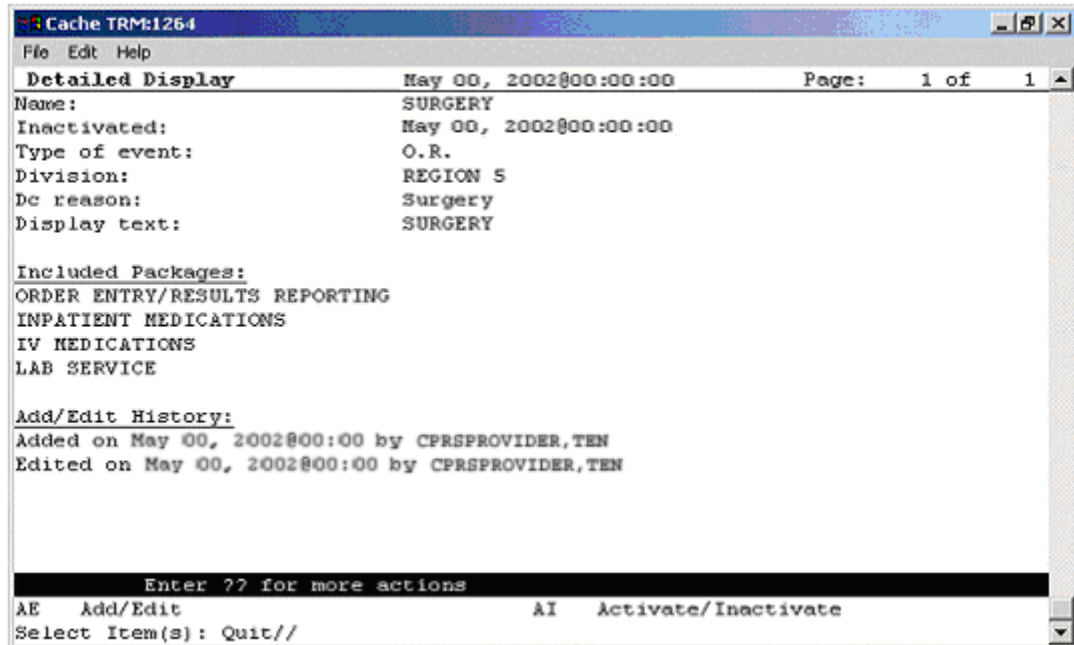 Cache TRM:1264
File Edit Help
Detailed Display May 00, 2002@00:00:00 Page: 1 of 1
Name: SURGERY
Inactivated: May 00, 2002@00:00:00
Type of event: O.R.
Division: REGION 5
Dc reason: Surgery
Display text: SURGERY
Included Packages:
ORDER ENTRY/RESULTS REPORTING
INPATIENT MEDICATIONS
IV MEDICATIONS
LAB SERVICE
Add/Edit History:
Added on May 00, 2002@00:00 by CPRSPROVIDER,TEN
Edited on May 00, 2002@00:00 by CPRSPROVIDER,TEN
Enter ?? for more actions
AE Add/Edit AI Activate/Inactivate
Select Item(s): Quit//